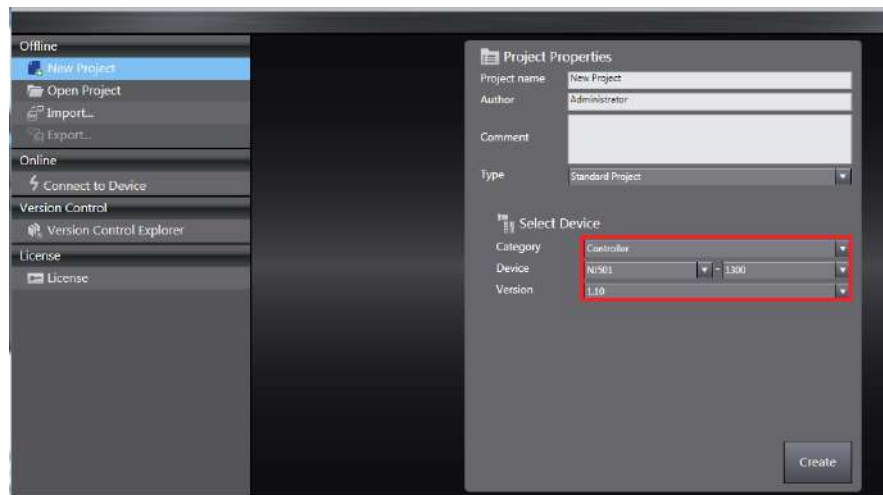 Offline
New Project
Open Project
Import...
Export...
Online
Connect to Device
Version Control
Version Control Explorer
License
License
Project Properties
Project name New Project
Author Administrator
Comment
Type Standard Project
Select Device
Category Controller
Device NJ501 - 1300
Version 1.10
Create